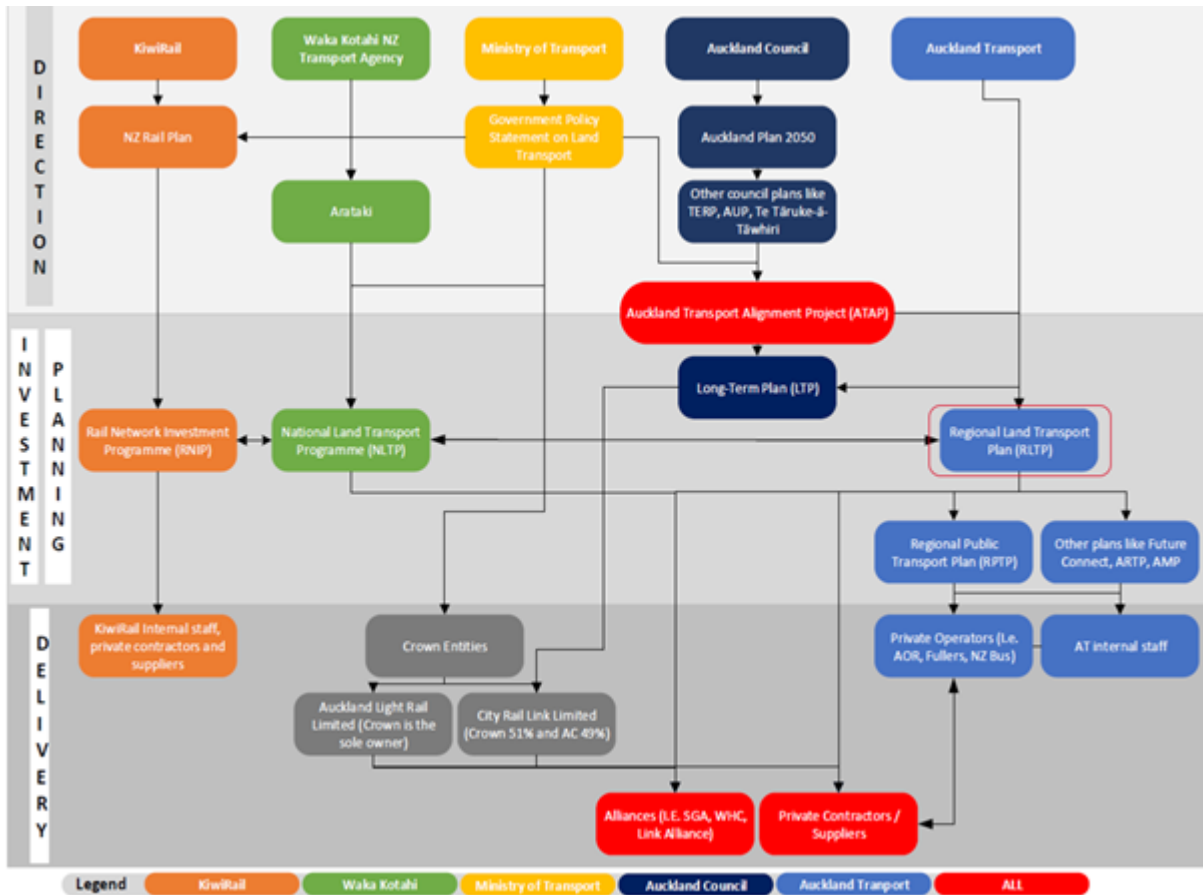 DIRECTION
KiwiRail
Waka Kotahi NZ
Transport Agency
Ministry of Transport
Auckland Council
Auckland Transport
NZ Rail Plan
Government Policy
Statement on Land
Transport
Auckland Plan 2050
Arataki
Other council plans like
TERP, AUP, Te Tāruke-ā-
Tāwhiri
Auckland Transport Alignment Project (ATAP)
INVESTMENT
PLANNING
Long-Term Plan (LTP)
Rail Network Investment
Programme (RNIP)
National Land Transport
Programme (NLTP)
Regional Land Transport
Plan (RLTP)
Regional Public
Transport Plan (RPTP)
Other plans like Future
Connect, ARTP, AMP
DELIVERY
KiwiRail Internal staff,
private contractors and
suppliers
Crown Entities
Private Operators (I.e.
AOR, Fullers, NZ Bus)
AT internal staff
Auckland Light Rail
Limited (Crown is the
sole owner)
City Rail Link Limited
(Crown 51% and AC 49%)
Alliances (I.E. SGA, WHC,
Link Alliance)
Private Contractors /
Suppliers
Legend
KiwiRail
Waka Kotahi
Ministry of Transport
Auckland Council
Auckland Tranport
ALL